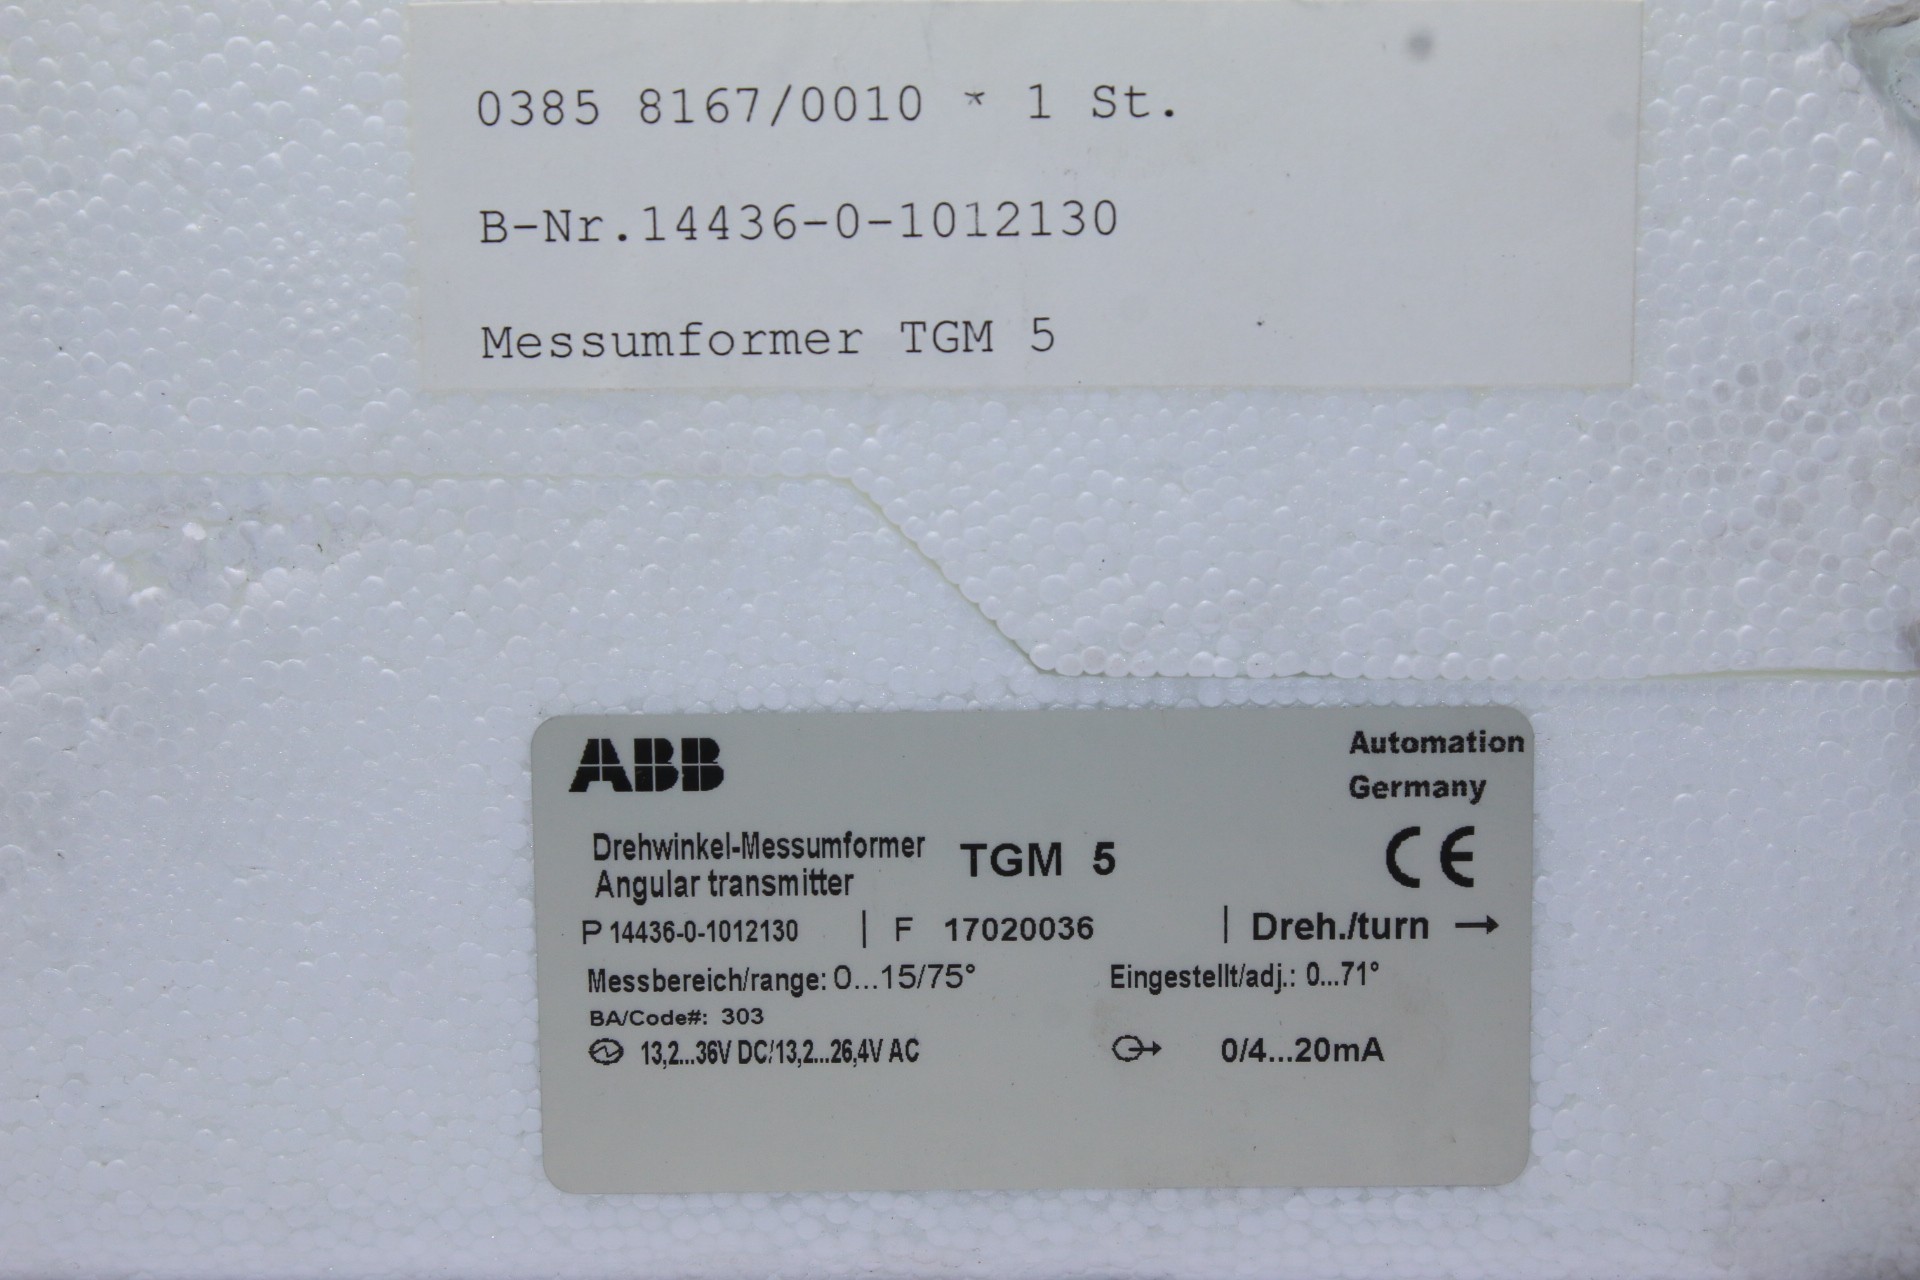 0385 8167/0010 * 1 St.
B-Nr.14436-0-1012130
Messumformer TGM 5
ABB
Automation
Germany
Drehwinkel-Messumformer TGM 5
Angular transmitter
CE
P 14436-0-1012130 | F 17020036 | Dreh./turn →
Messbereich/range: 0...15/75° Eingestellt/adj.: 0...71°
BA/Code#: 303
13,2...36V DC/13,2...26,4V AC 0/4...20mA